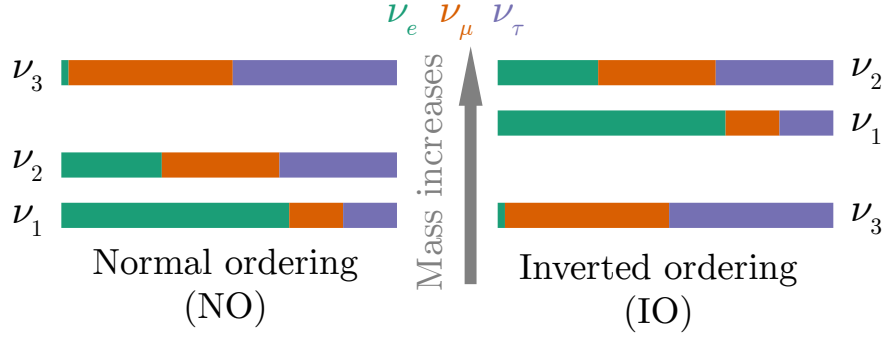 ν_e ν_μ ν_τ
ν_3
ν_2
ν_1
Normal ordering
(NO)
Mass increases
ν_2
ν_1
ν_3
Inverted ordering
(IO)